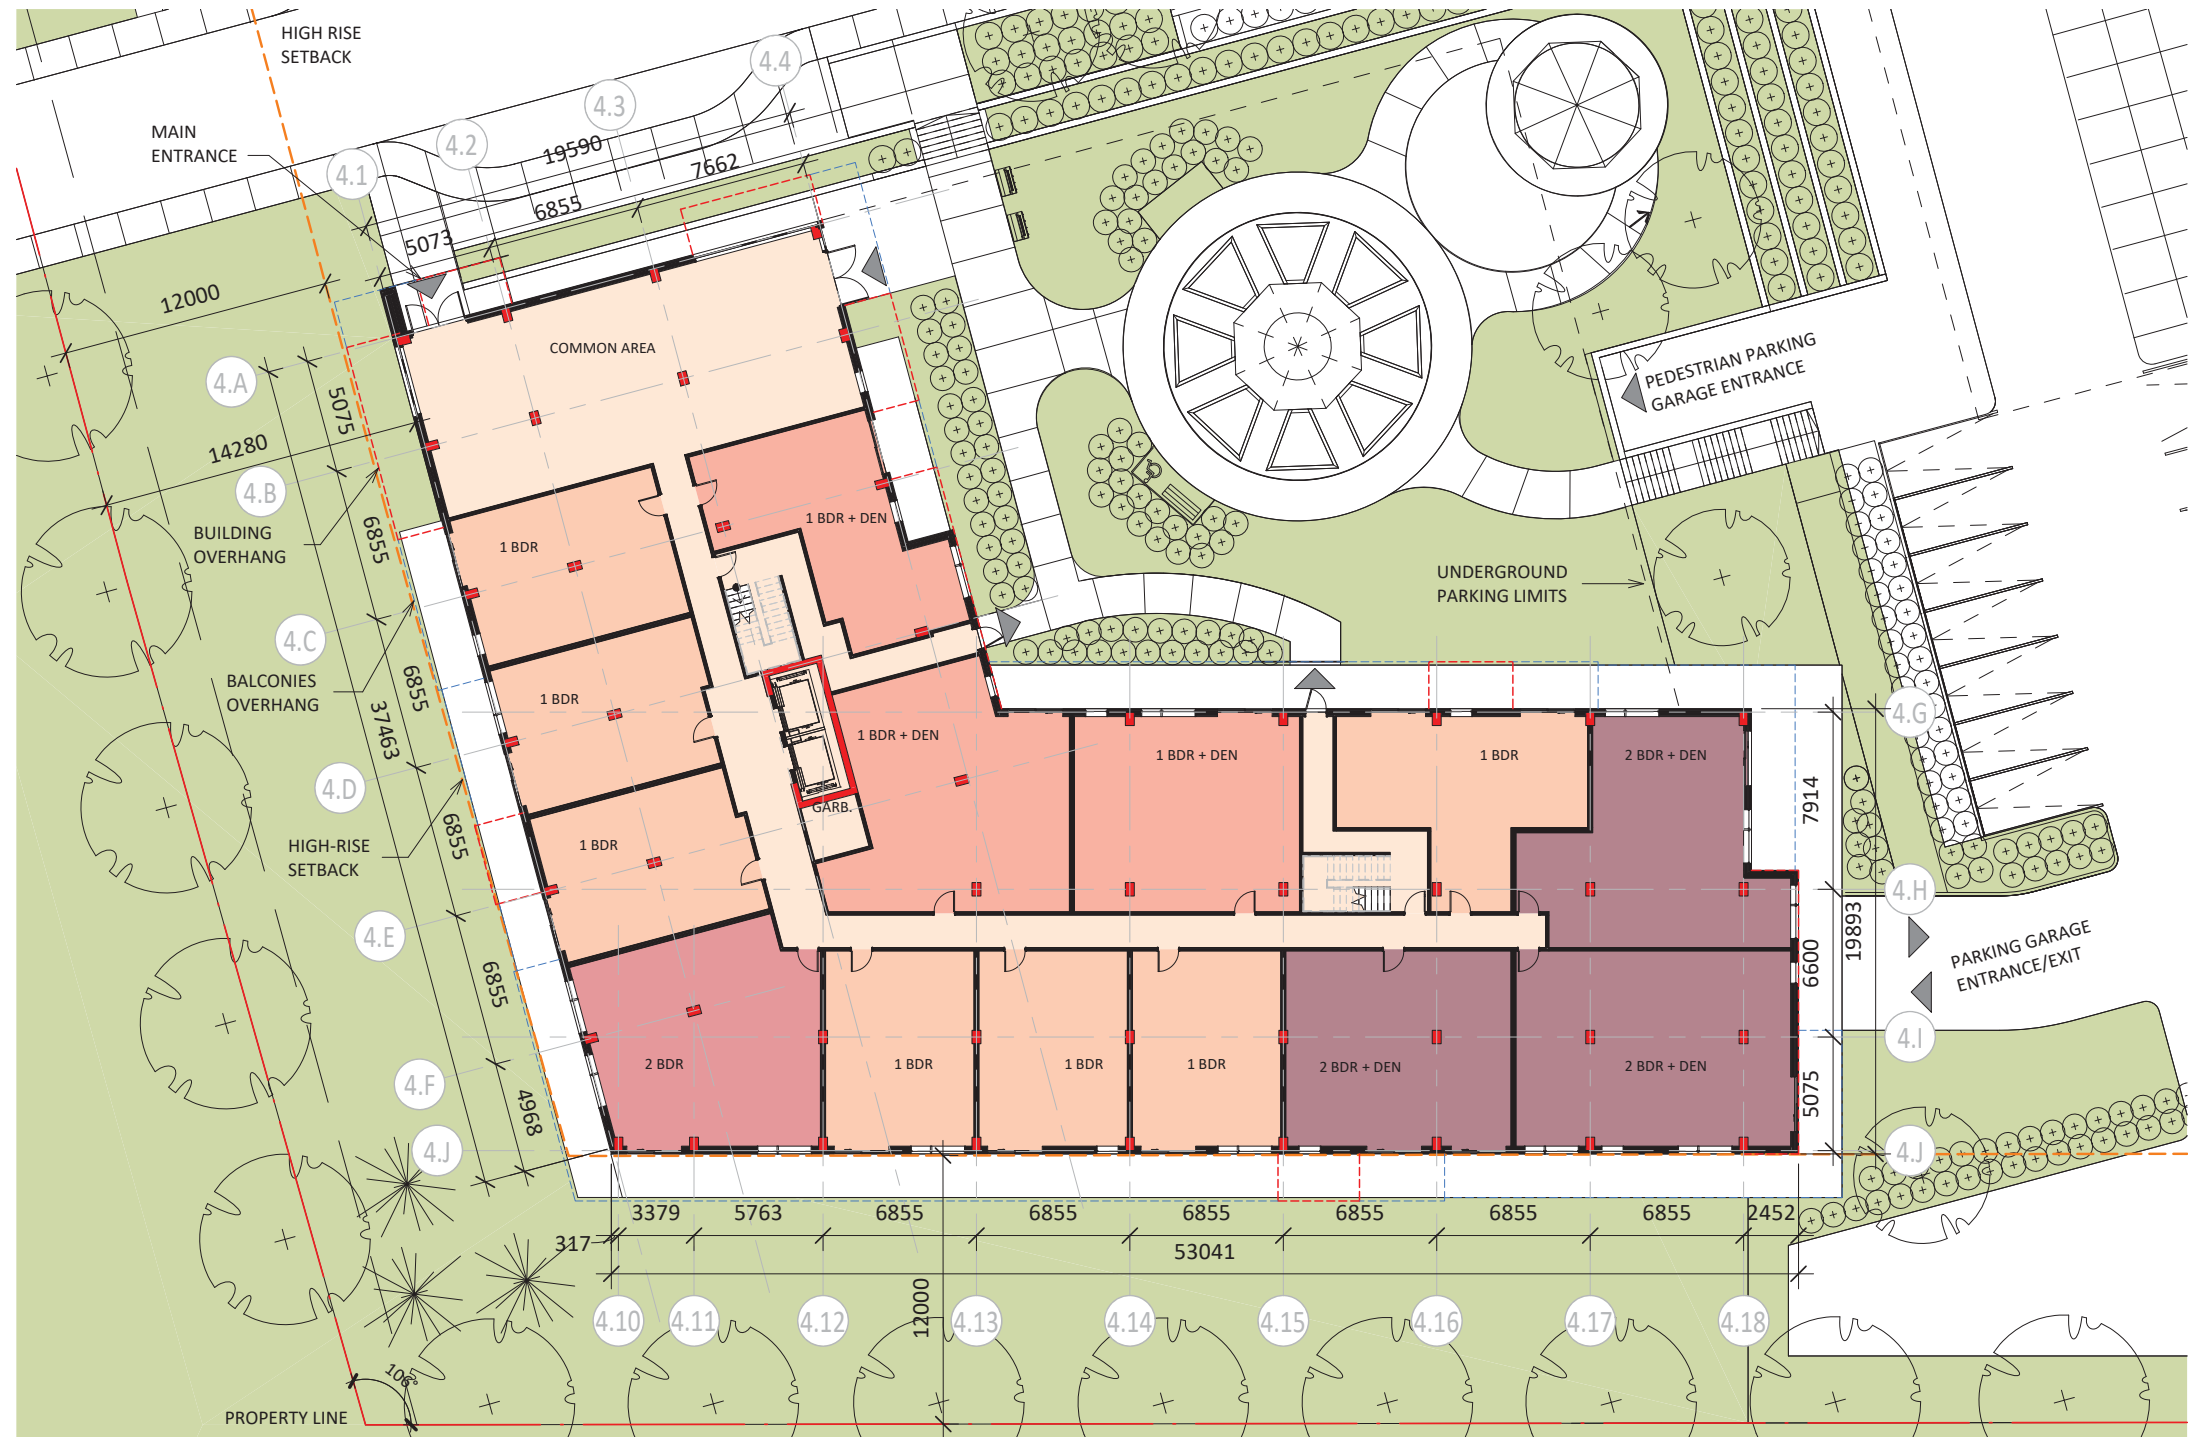 HIGH RISE
SETBACK
MAIN
ENTRANCE
4.1
4.2
4.3
4.4
19590
7662
6855
5073
12000
14280
4.A
4.B
4.C
4.D
4.E
4.F
4.J
5075
6855
6855
6855
6855
4968
37463
BUILDING
OVERHANG
BALCONIES
OVERHANG
HIGH-RISE
SETBACK
COMMON AREA
1 BDR
1 BDR
1 BDR
1 BDR + DEN
1 BDR + DEN
1 BDR + DEN
1 BDR
2 BDR + DEN
GARB.
2 BDR
1 BDR
1 BDR
1 BDR
2 BDR + DEN
2 BDR + DEN
PEDESTRIAN PARKING
GARAGE ENTRANCE
UNDERGROUND
PARKING LIMITS
4.G
4.H
4.I
4.J
7914
6600
5075
19893
PARKING GARAGE
ENTRANCE/EXIT
317
3379
5763
6855
6855
6855
6855
6855
6855
2452
53041
12000
4.10
4.11
4.12
4.13
4.14
4.15
4.16
4.17
4.18
106°
PROPERTY LINE